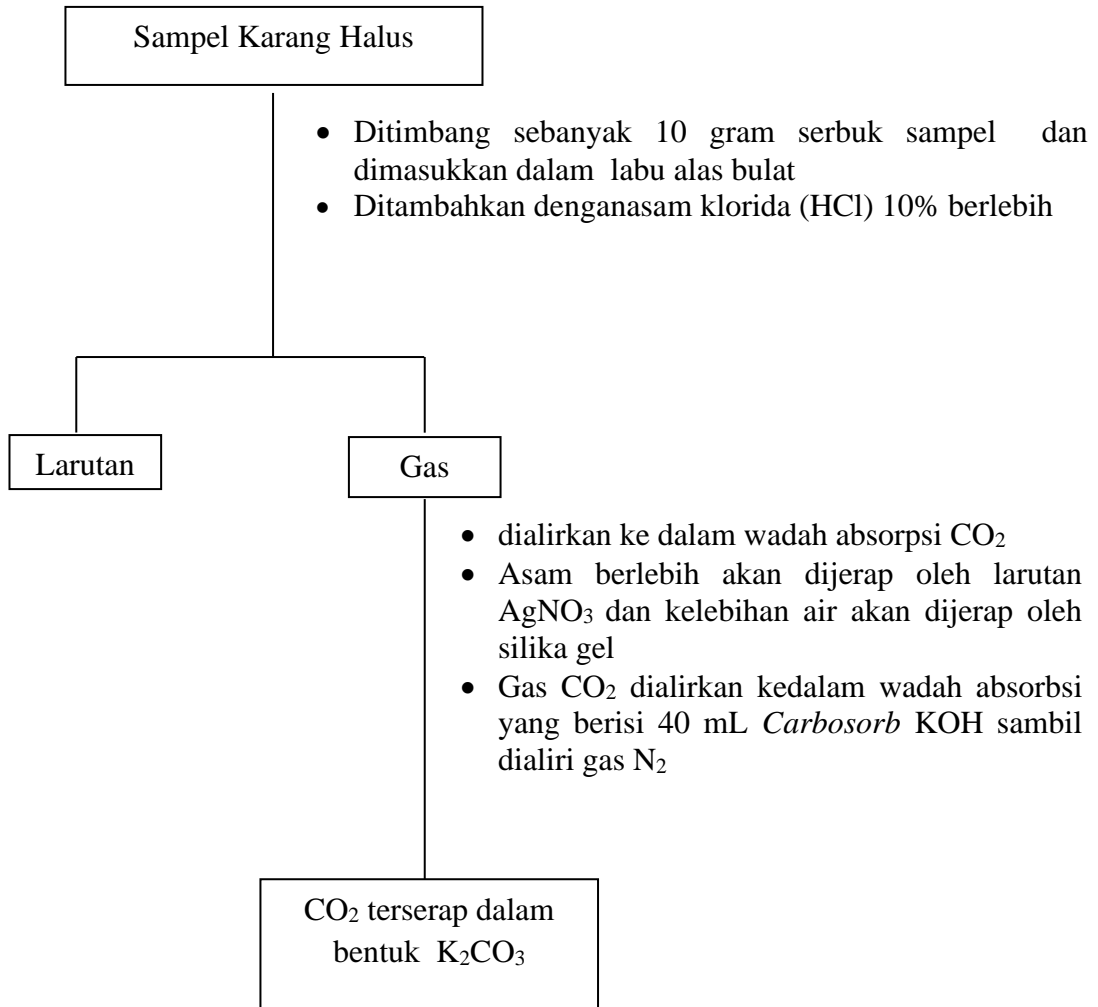 Sampel Karang Halus
• Ditimbang sebanyak 10 gram serbuk sampel dan
dimasukkan dalam labu alas bulat
• Ditambahkan denganasam klorida (HCl) 10% berlebih
Larutan
Gas
• dialirkan ke dalam wadah absorpsi CO₂
• Asam berlebih akan dijerap oleh larutan
AgNO₃ dan kelebihan air akan dijerap oleh
silika gel
• Gas CO₂ dialirkan kedalam wadah absorbsi
yang berisi 40 mL Carbosorb KOH sambil
dialiri gas N₂
CO₂ terserap dalam
bentuk K₂CO₃